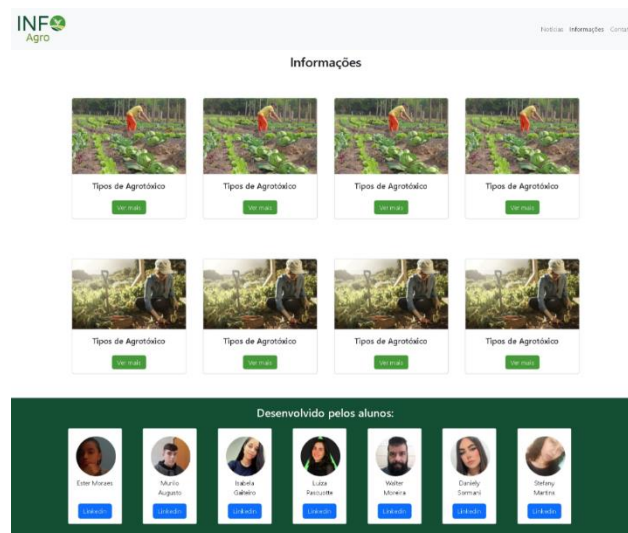 INFO
Agro
Notícias Informações Conta
Informações
Tipos de Agrotóxico Tipos de Agrotóxico Tipos de Agrotóxico Tipos de Agrotóxico
Ver mais Ver mais Ver mais Ver mais
Tipos de Agrotóxico Tipos de Agrotóxico Tipos de Agrotóxico Tipos de Agrotóxico
Ver mais Ver mais Ver mais Ver mais
Desenvolvido pelos alunos:
Ester Moraes
Murilo
Augusto
Isabela
Luiza
Walter
Moreira
Daniely
Sormani
Stefany
Martins
Linkedin Linkedin Linkedin Linkedin Linkedin Linkedin Linkedin